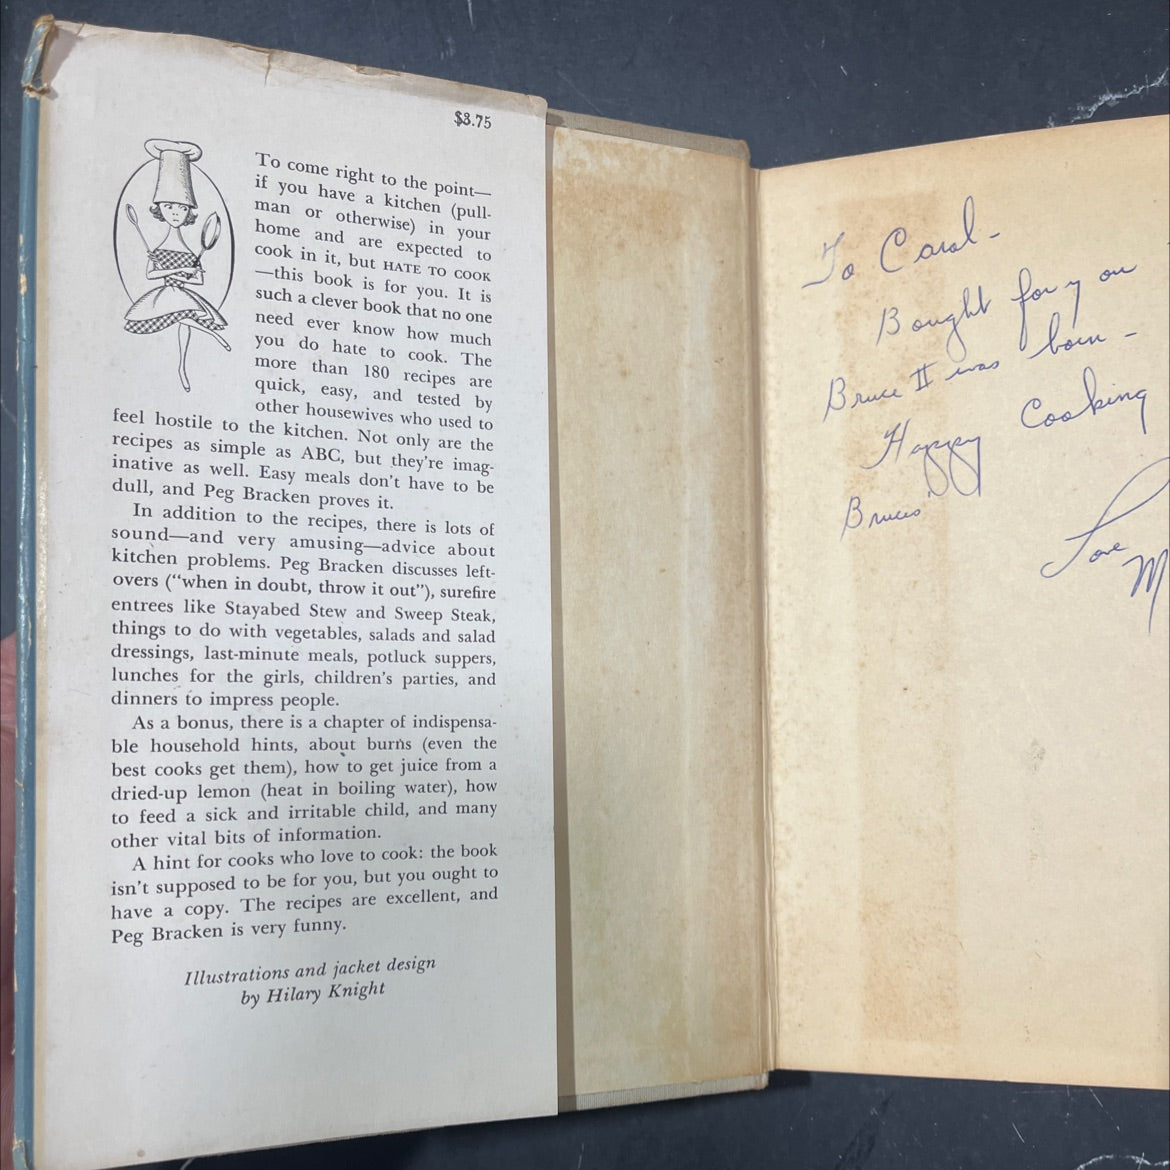 $3.75
To come right to the point—
if you have a kitchen (pull-
man or otherwise) in your
home and are expected to
cook in it, but HATE TO COOK
—this book is for you. It is
such a clever book that no one
need ever know how much
you do hate to cook. The
more than 180 recipes are
quick, easy, and tested by
other housewives who used to
feel hostile to the kitchen. Not only are the
recipes as simple as ABC, but they're imag-
inative as well. Easy meals don't have to be
dull, and Peg Bracken proves it.
In addition to the recipes, there is lots of
sound—and very amusing—advice about
kitchen problems. Peg Bracken discusses left-
overs ("when in doubt, throw it out"), surefire
entrees like Stayabed Stew and Sweep Steak,
things to do with vegetables, salads and salad
dressings, last-minute meals, potluck suppers,
lunches for the girls, children's parties, and
dinners to impress people.
As a bonus, there is a chapter of indispensa-
ble household hints, about burns (even the
best cooks get them), how to get juice from a
dried-up lemon (heat in boiling water), how
to feed a sick and irritable child, and many
other vital bits of information.
A hint for cooks who love to cook: the book
isn't supposed to be for you, but you ought to
have a copy. The recipes are excellent, and
Peg Bracken is very funny.
Illustrations and jacket design
by Hilary Knight
To Carol-
Bought for y on
Bruce II was born-
Happy Cooking
Bruces'
Love
M